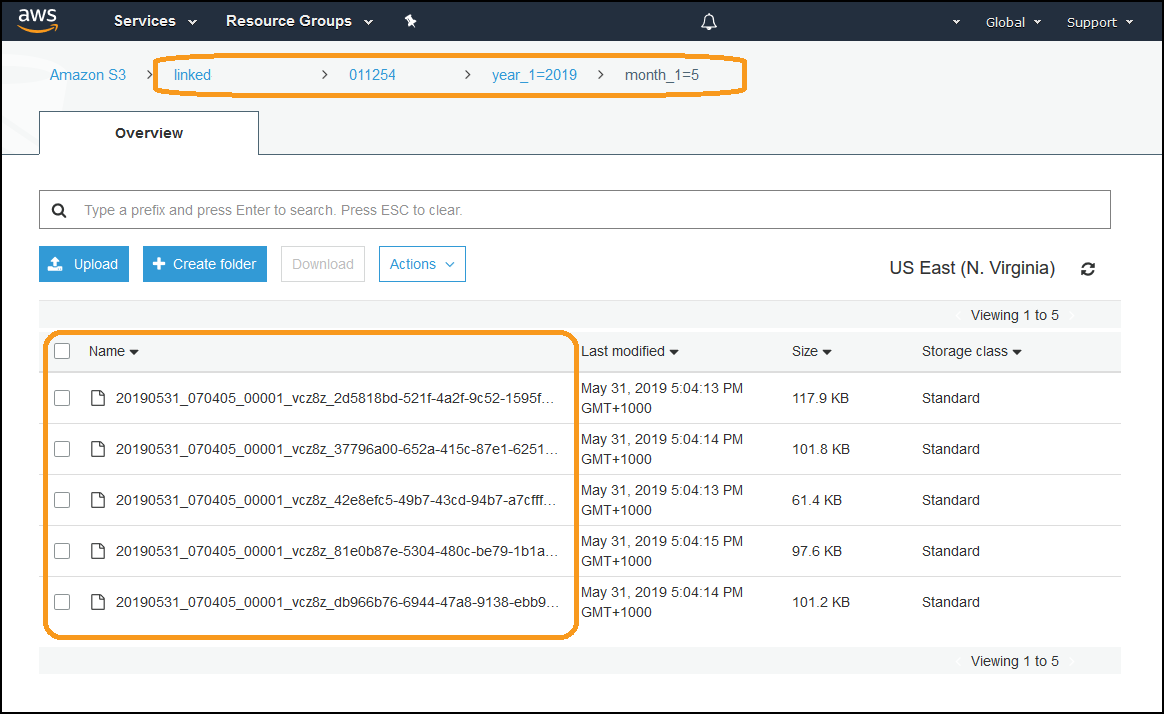 aws Services Resource Groups Global Support
Amazon S3 > linked > 011254 > year_1=2019 > month_1=5
Overview
Type a prefix and press Enter to search. Press ESC to clear.
Upload + Create folder Download Actions US East (N. Virginia)
Viewing 1 to 5
Name Last modified Size Storage class
20190531_070405_00001_vcz8z_2d5818bd-521f-4a2f-9c52-1595f... May 31, 2019 5:04:13 PM GMT+1000 117.9 KB Standard
20190531_070405_00001_vcz8z_37796a00-652a-415c-87e1-6251... May 31, 2019 5:04:14 PM GMT+1000 101.8 KB Standard
20190531_070405_00001_vcz8z_42e8efc5-49b7-43cd-94b7-a7cfff... May 31, 2019 5:04:13 PM GMT+1000 61.4 KB Standard
20190531_070405_00001_vcz8z_81e0b87e-5304-480c-be79-1b1a... May 31, 2019 5:04:15 PM GMT+1000 97.6 KB Standard
20190531_070405_00001_vcz8z_db966b76-6944-47a8-9138-ebb9... May 31, 2019 5:04:14 PM GMT+1000 101.2 KB Standard
Viewing 1 to 5